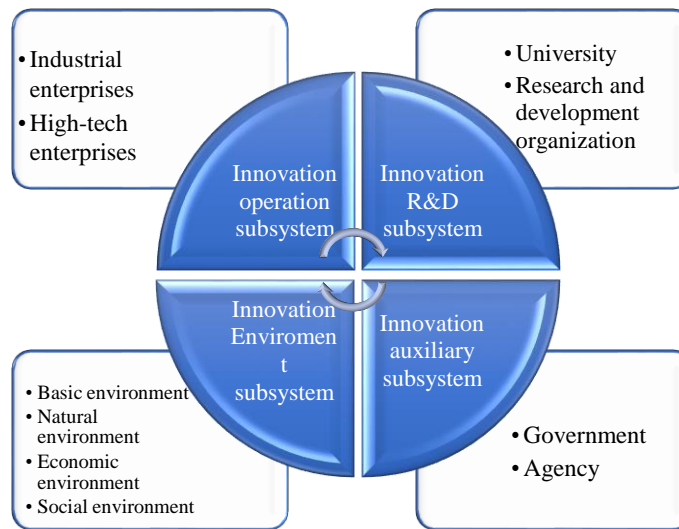 • Industrial
enterprises
• High-tech
enterprises
• University
• Research and
development
organization
Innovation
operation
subsystem
Innovation
R&D
subsystem
Innovation
Enviromen
t
subsystem
Innovation
auxiliary
subsystem
• Basic environment
• Natural
environment
• Economic
environment
• Social environment
• Government
• Agency